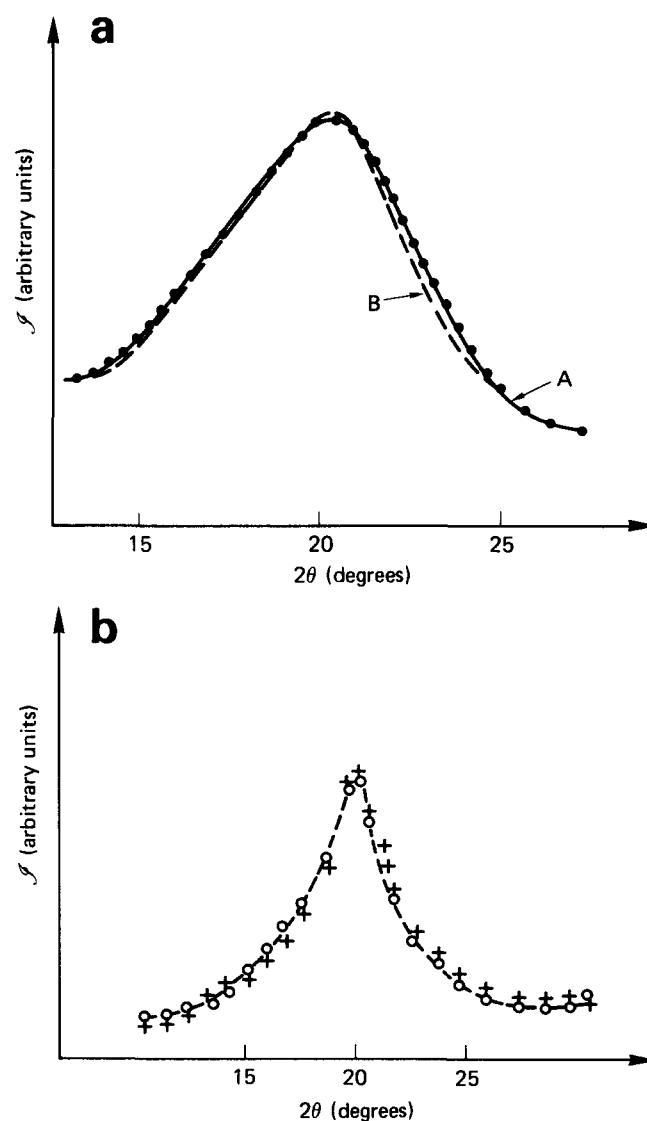 a
ℐ (arbitrary units)
B
A
15 20 25
2θ (degrees)
b
ℐ (arbitrary units)
15 20 25
2θ (degrees)